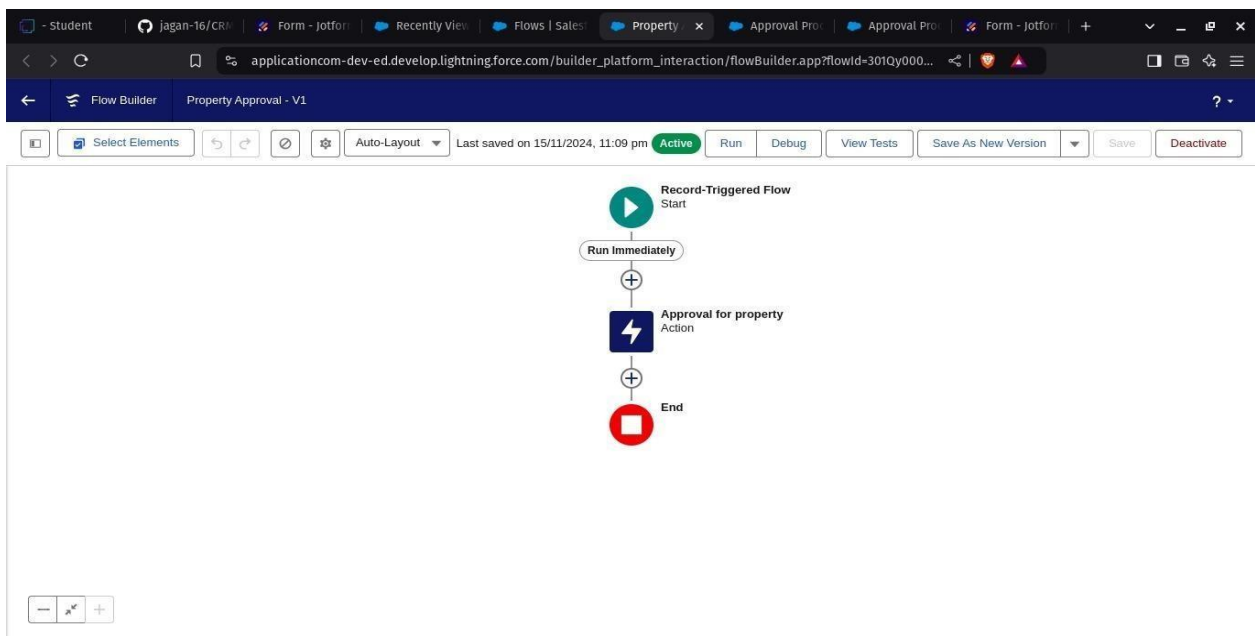 - Student
jagan-16/CRM
Form - Jotfor
Recently View
Flows | Sales
Property
Approval Proc
Approval Proc
Form - Jotfor
applicationcom-dev-ed.develop.lightning.force.com/builder_platform_interaction/flowBuilder.app?flowId=301Qy000...
Flow Builder
Property Approval - V1
?
Select Elements
Auto-Layout
Last saved on 15/11/2024, 11:09 pm
Active
Run
Debug
View Tests
Save As New Version
Save
Deactivate
Record-Triggered Flow
Start
Run Immediately
Approval for property
Action
End